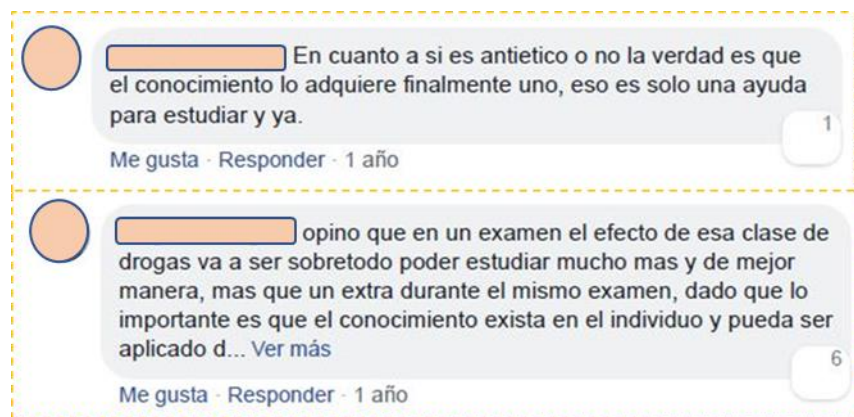 En cuanto a si es antietico o no la verdad es que
el conocimiento lo adquiere finalmente uno, eso es solo una ayuda
para estudiar y ya.
1
Me gusta · Responder · 1 año
opino que en un examen el efecto de esa clase de
drogas va a ser sobretodo poder estudiar mucho mas y de mejor
manera, mas que un extra durante el mismo examen, dado que lo
importante es que el conocimiento exista en el individuo y pueda ser
aplicado d... Ver más
6
Me gusta · Responder · 1 año